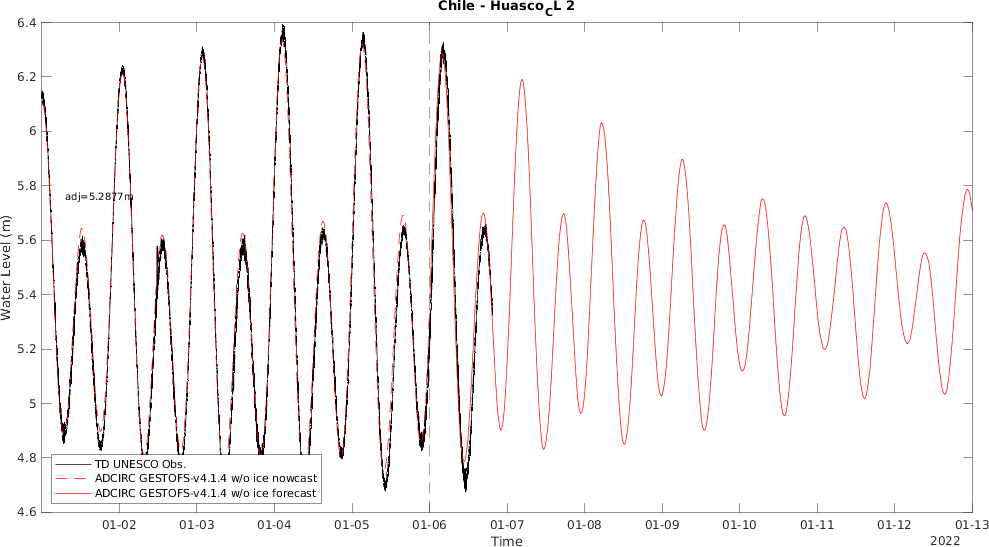 Chile - Huasco_CL 2
6.4
6.2
6
5.8
5.6
5.4
5.2
5
4.8
4.6
Water Level (m)
adj=5.2877m
TD UNESCO Obs.
ADCIRC GESTOFS-v4.1.4 w/o ice nowcast
ADCIRC GESTOFS-v4.1.4 w/o ice forecast
01-02 01-03 01-04 01-05 01-06 01-07 01-08 01-09 01-10 01-11 01-12 01-13
Time
2022